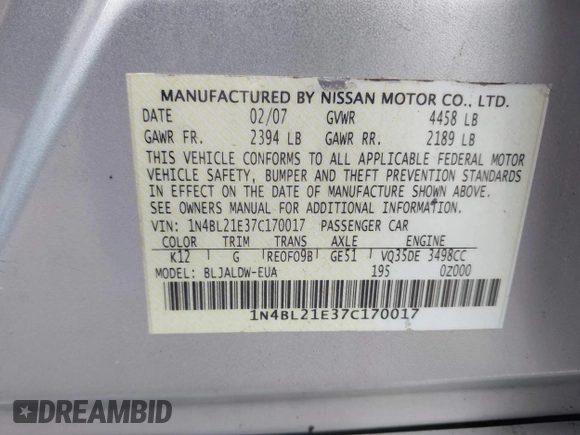 MANUFACTURED BY NISSAN MOTOR CO., LTD.
DATE 02/07 GVWR 4458 LB
GAWR FR. 2394 LB GAWR RR. 2189 LB
THIS VEHICLE CONFORMS TO ALL APPLICABLE FEDERAL MOTOR
VEHICLE SAFETY, BUMPER AND THEFT PREVENTION STANDARDS
IN EFFECT ON THE DATE OF MANUFACTURE SHOWN ABOVE.
SEE OWNERS MANUAL FOR ADDITIONAL INFORMATION.
VIN: 1N4BL21E37C170017 PASSENGER CAR
COLOR TRIM TRANS AXLE ENGINE
K12 G RE0F09B GE51 VQ35DE 3498CC
MODEL: BLJALDW-EUA 195 0Z000
1N4BL21E37C170017
DREAMBID